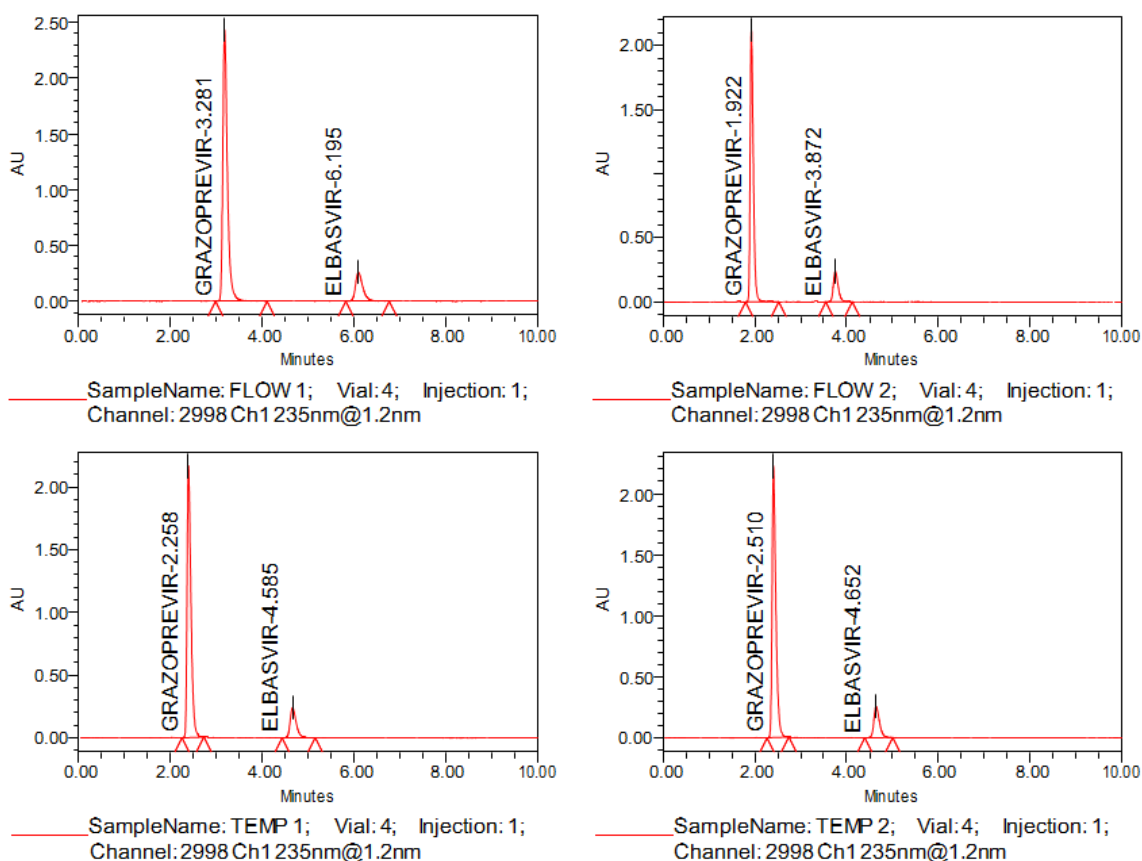 2.50
2.00
1.50
1.00
0.50
0.00
AU
GRAZOPREVIR-3.281
ELBASVIR-6.195
0.00 2.00 4.00 6.00 8.00 10.00
Minutes
SampleName: FLOW 1; Vial: 4; Injection: 1;
Channel: 2998 Ch1 235nm@1.2nm
2.00
1.50
0.50
0.00
AU
GRAZOPREVIR-1.922
ELBASVIR-3.872
0.00 2.00 4.00 6.00 8.00 10.00
Minutes
SampleName: FLOW 2; Vial: 4; Injection: 1;
Channel: 2998 Ch1 235nm@1.2nm
2.00
1.50
1.00
0.50
0.00
AU
GRAZOPREVIR-2.258
ELBASVIR-4.585
0.00 2.00 4.00 6.00 8.00 10.00
Minutes
SampleName: TEMP 1; Vial: 4; Injection: 1;
Channel: 2998 Ch1 235nm@1.2nm
2.00
1.50
1.00
0.50
0.00
AU
GRAZOPREVIR-2.510
ELBASVIR-4.652
0.00 2.00 4.00 6.00 8.00 10.00
Minutes
SampleName: TEMP 2; Vial: 4; Injection: 1;
Channel: 2998 Ch1 235nm@1.2nm